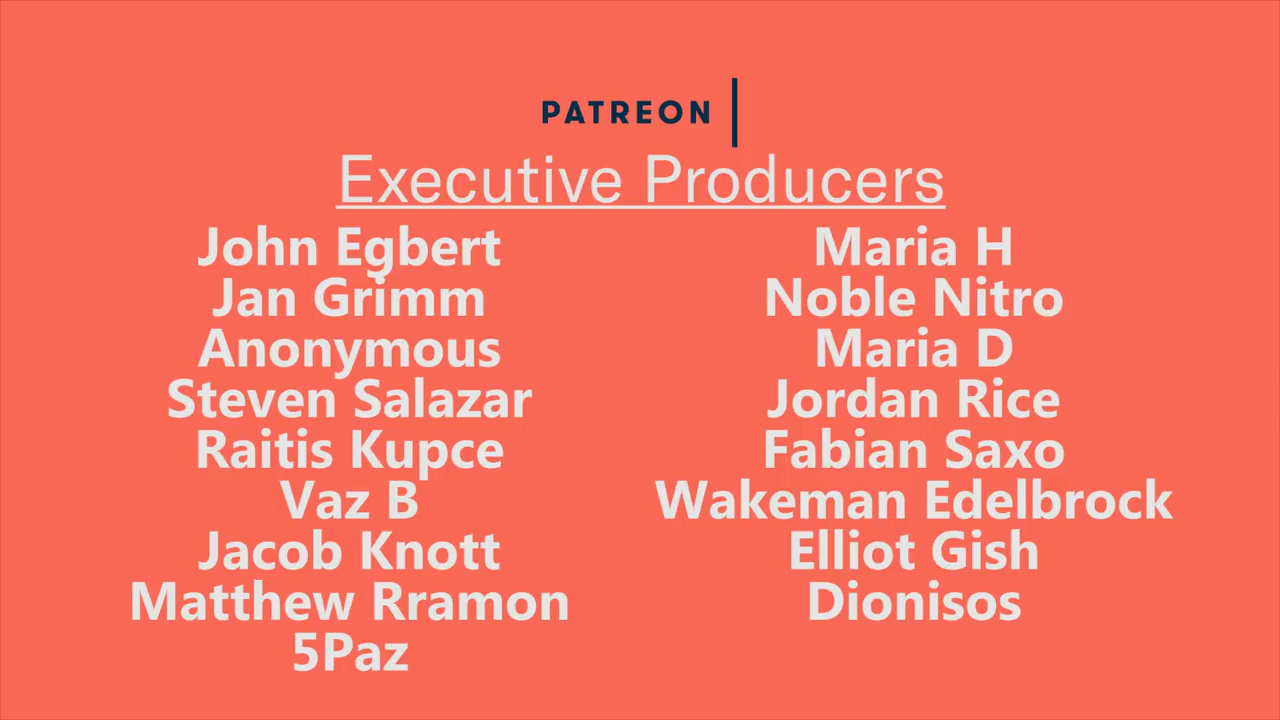 PATREON
Executive Producers
John Egbert
Jan Grimm
Anonymous
Steven Salazar
Raitis Kupce
Vaz B
Jacob Knott
Matthew Rramon
5Paz
Maria H
Noble Nitro
Maria D
Jordan Rice
Fabian Saxo
Wakeman Edelbrock
Elliot Gish
Dionisos